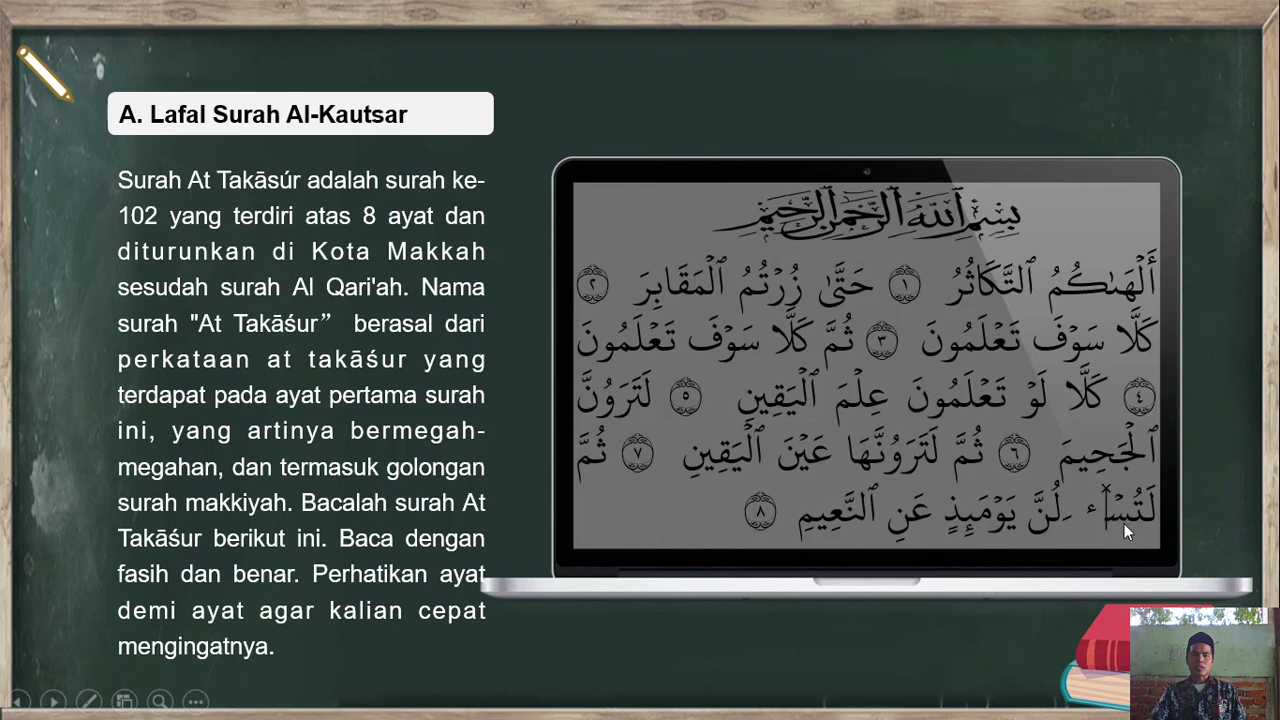 A. Lafal Surah Al-Kautsar
Surah At Takāsúr adalah surah ke-
102 yang terdiri atas 8 ayat dan
diturunkan di Kota Makkah
sesudah surah Al Qari'ah. Nama
surah "At Takāśur” berasal dari
perkataan at takāśur yang
terdapat pada ayat pertama surah
ini, yang artinya bermegah-
megahan, dan termasuk golongan
surah makkiyah. Bacalah surah At
Takāśur berikut ini. Baca dengan
fasih dan benar. Perhatikan ayat
demi ayat agar kalian cepat
mengingatnya.
بِسْمِ ٱللَّهِ ٱلرَّحْمَٰنِ ٱلرَّحِيمِ
أَلْهَىٰكُمُ ٱلتَّكَاثُرُ ١ حَتَّىٰ زُرْتُمُ ٱلْمَقَابِرَ ٢
كَلَّا سَوْفَ تَعْلَمُونَ ٣ ثُمَّ كَلَّا سَوْفَ تَعْلَمُونَ
٤ كَلَّا لَوْ تَعْلَمُونَ عِلْمَ ٱلْيَقِينِ ٥ لَتَرَوُنَّ
ٱلْجَحِيمَ ٦ ثُمَّ لَتَرَوُنَّهَا عَيْنَ ٱلْيَقِينِ ٧ ثُمَّ
لَتُسْـَٔلُنَّ يَوْمَئِذٍ عَنِ ٱلنَّعِيمِ ٨